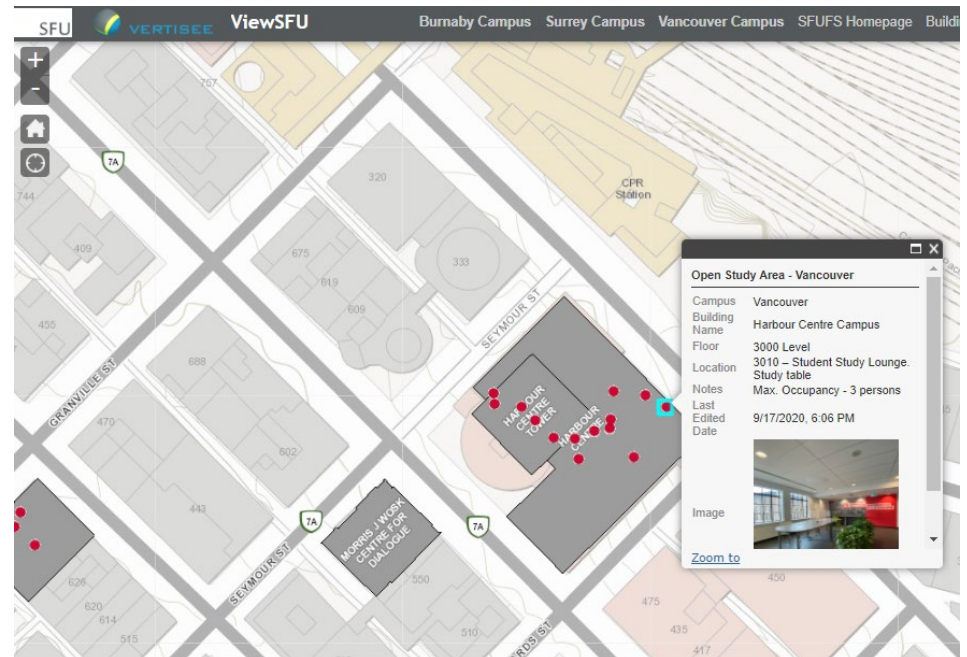 SFU
VERTISEE
ViewSFU
Burnaby Campus
Surrey Campus
Vancouver Campus
SFUFS Homepage
+
-
767
7A
320
CPR
Station
744
409
675
333
619
609
SEYMOUR ST
455
688
GRANVILLE ST
470
602
HARBOUR
CENTRE
TOWER
HARBOUR
443
7A
7A
MORRIS J WOSK
CENTRE FOR
DIALOGUE
SEYMOUR ST
626
620
614
515
550
510
475
435
417
450
Open Study Area - Vancouver
Campus Vancouver
Building
Name Harbour Centre Campus
Floor 3000 Level
Location 3010 – Student Study Lounge.
Study table
Notes Max. Occupancy - 3 persons
Last
Edited
Date 9/17/2020, 6:06 PM
Image
Zoom to